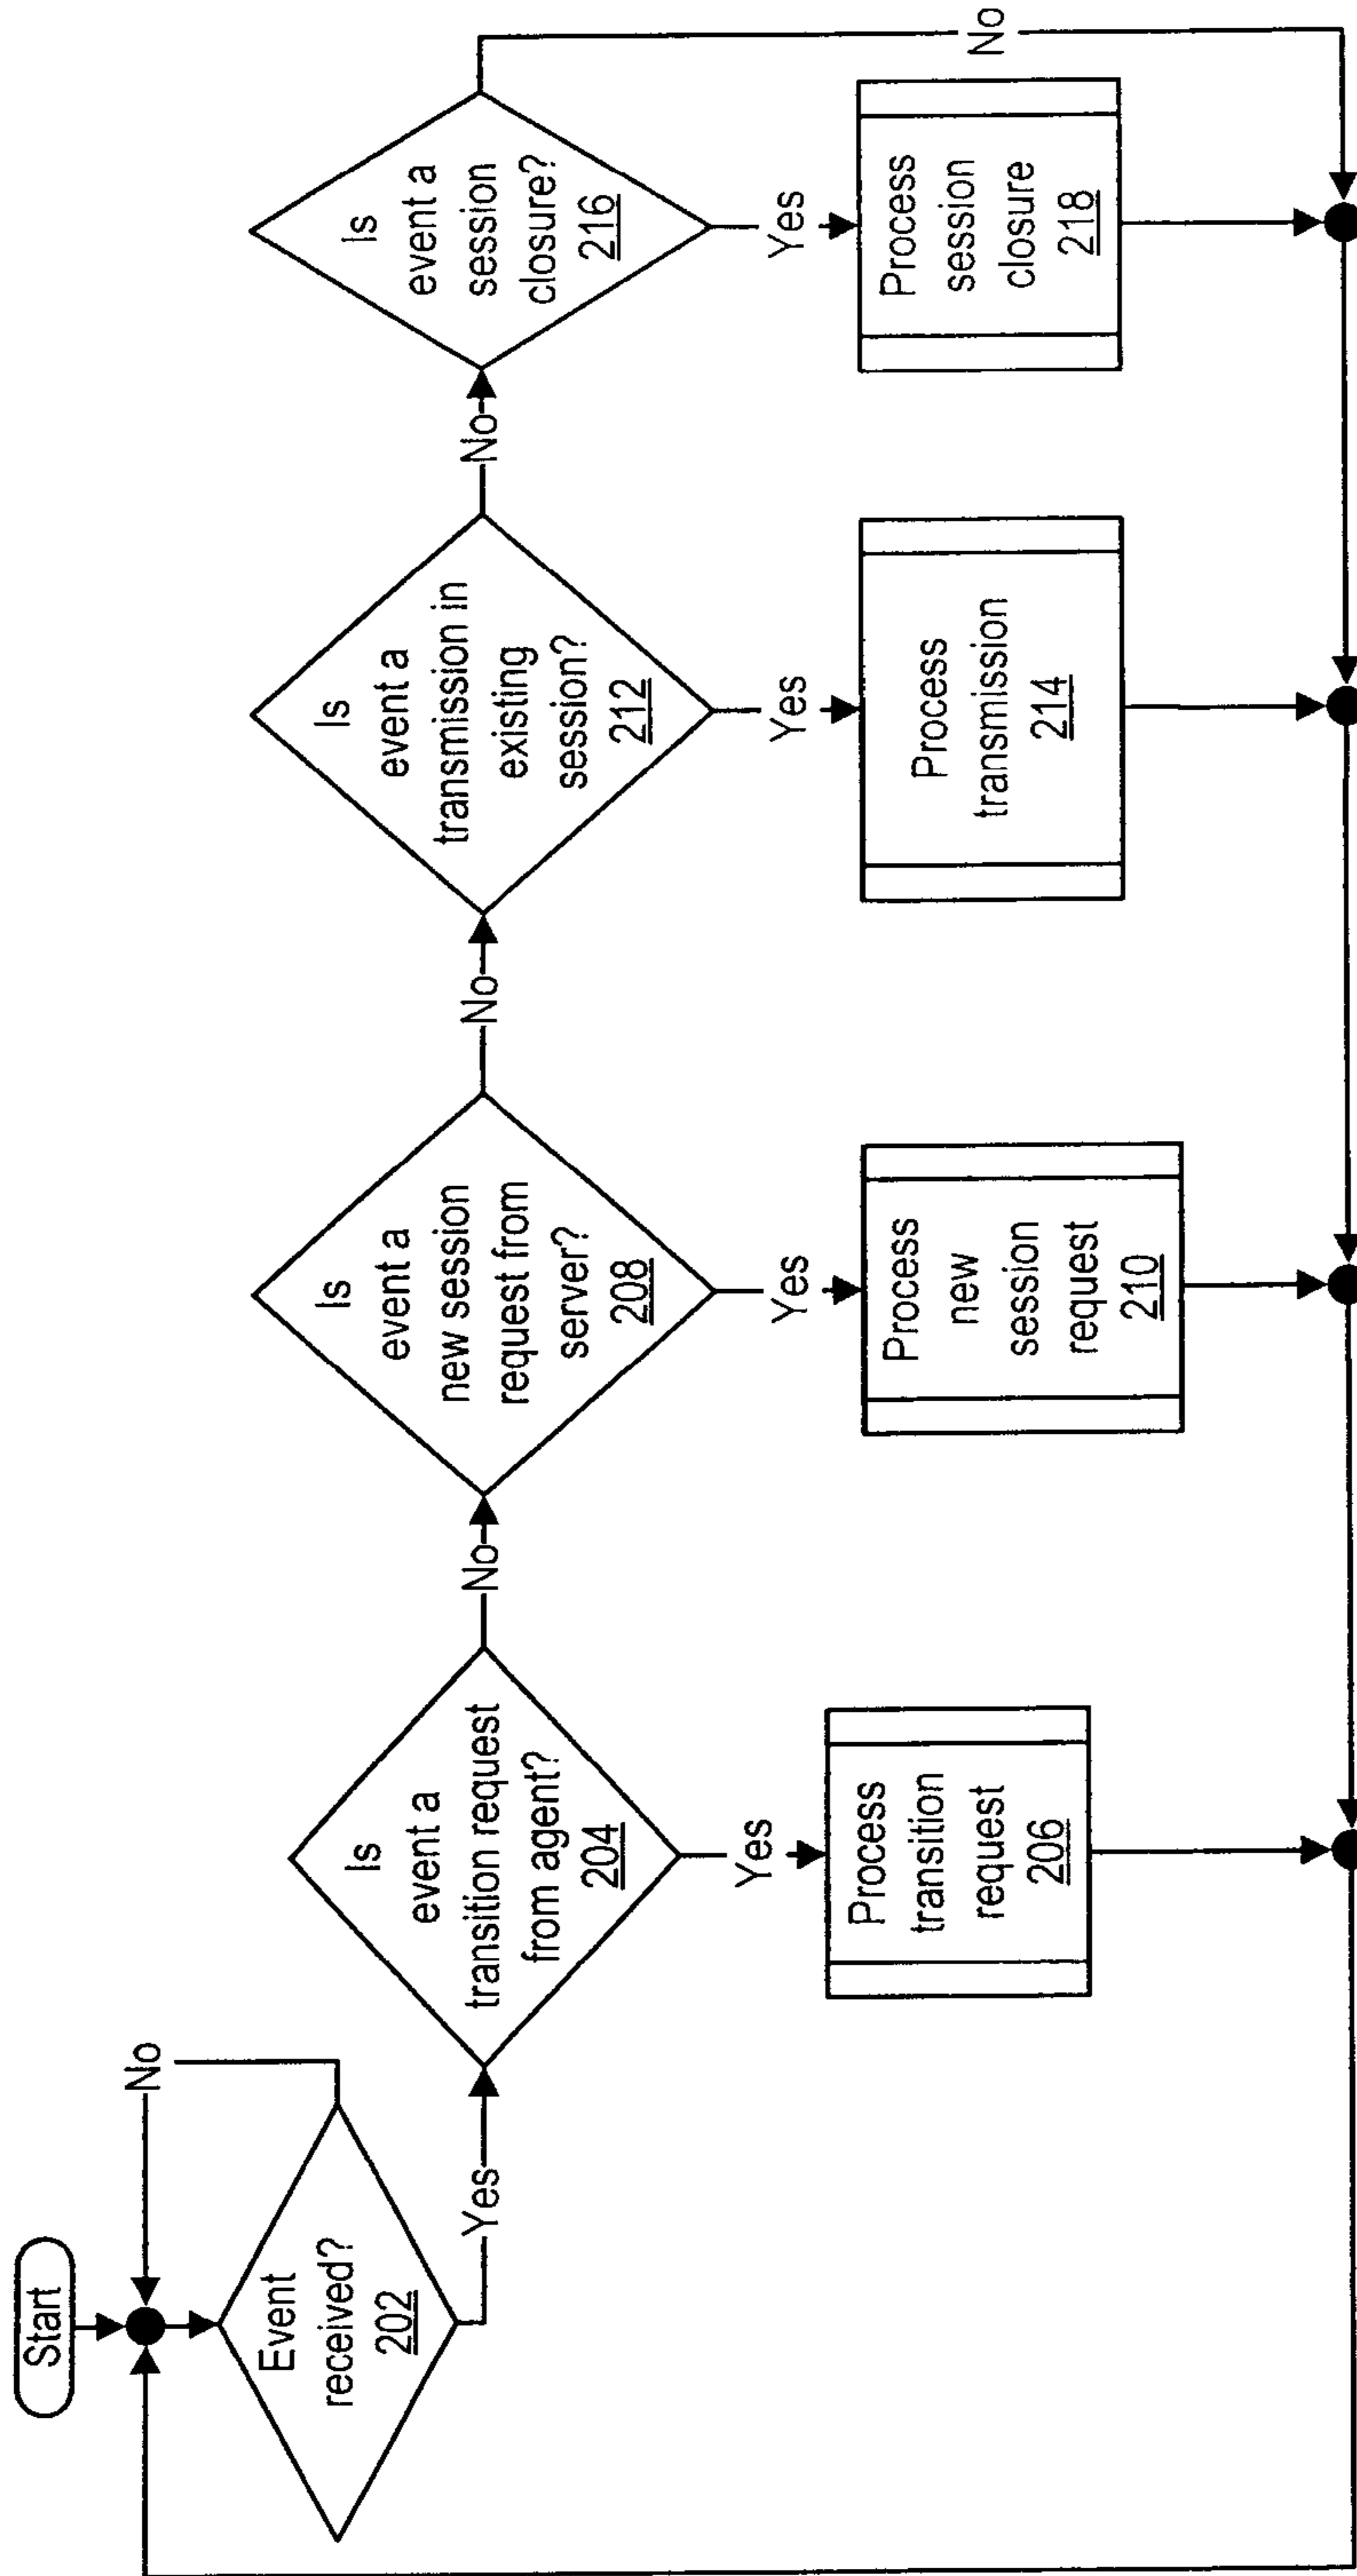 Start
Event
received?
202
No
Yes
Is
event a
transition request
from agent?
204
No
Yes
Process
transition
request
206
Is
event a
new session
request from
server?
208
No
Yes
Process
new
session
request
210
Is
event a
transmission in
existing
session?
212
No
Yes
Process
transmission
214
Is
event a
session
closure?
216
No
Yes
Process
session
closure
218